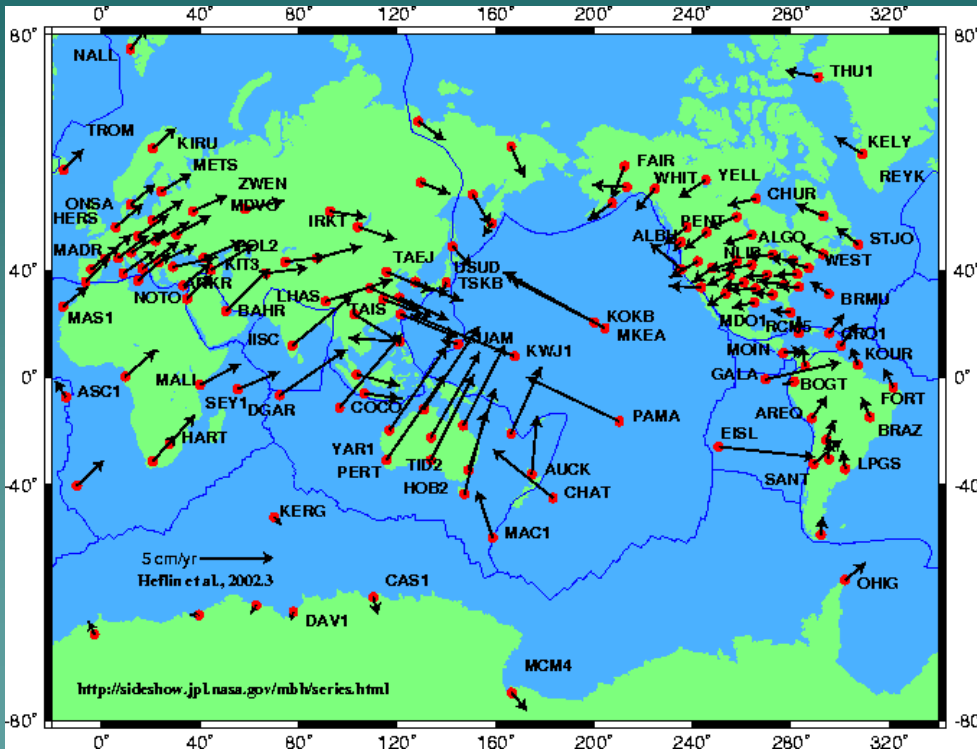 0° 40° 80° 120° 160° 200° 240° 280° 320°
80° 80°
NALL THU1
TROM KIRU KELY
METS FAIR WHIT YELL REYK
ONSA ZWEN CHUR
HERS MDVO IRKT
MADR POL2 TAEJ ALBH PENT ALGO STJO
40° KIT3 USUD NLIB WEST 40°
NOTO ANKR LHAS TSKB BRMU
MAS1 BAHR TAIS KOKB MDO1 RCM5 CRO1
IISC GUAM MKEA
KWJ1 MOIN KOUR
0° MALI GALA 0°
ASC1 SEY1 BOGT FORT
DGAR COCO PAMA AREQ BRAZ
HART YAR1 EISL
PERT TID2 AUCK LPGS
-40° HOB2 CHAT SANT -40°
KERG MAC1
5 cm/yr
Heflin et al., 2002.3
CAS1 OHIG
DAV1
MCM4
http://sideshow.jpl.nasa.gov/mbh/series.html
-80° -80°
0° 40° 80° 120° 160° 200° 240° 280° 320°